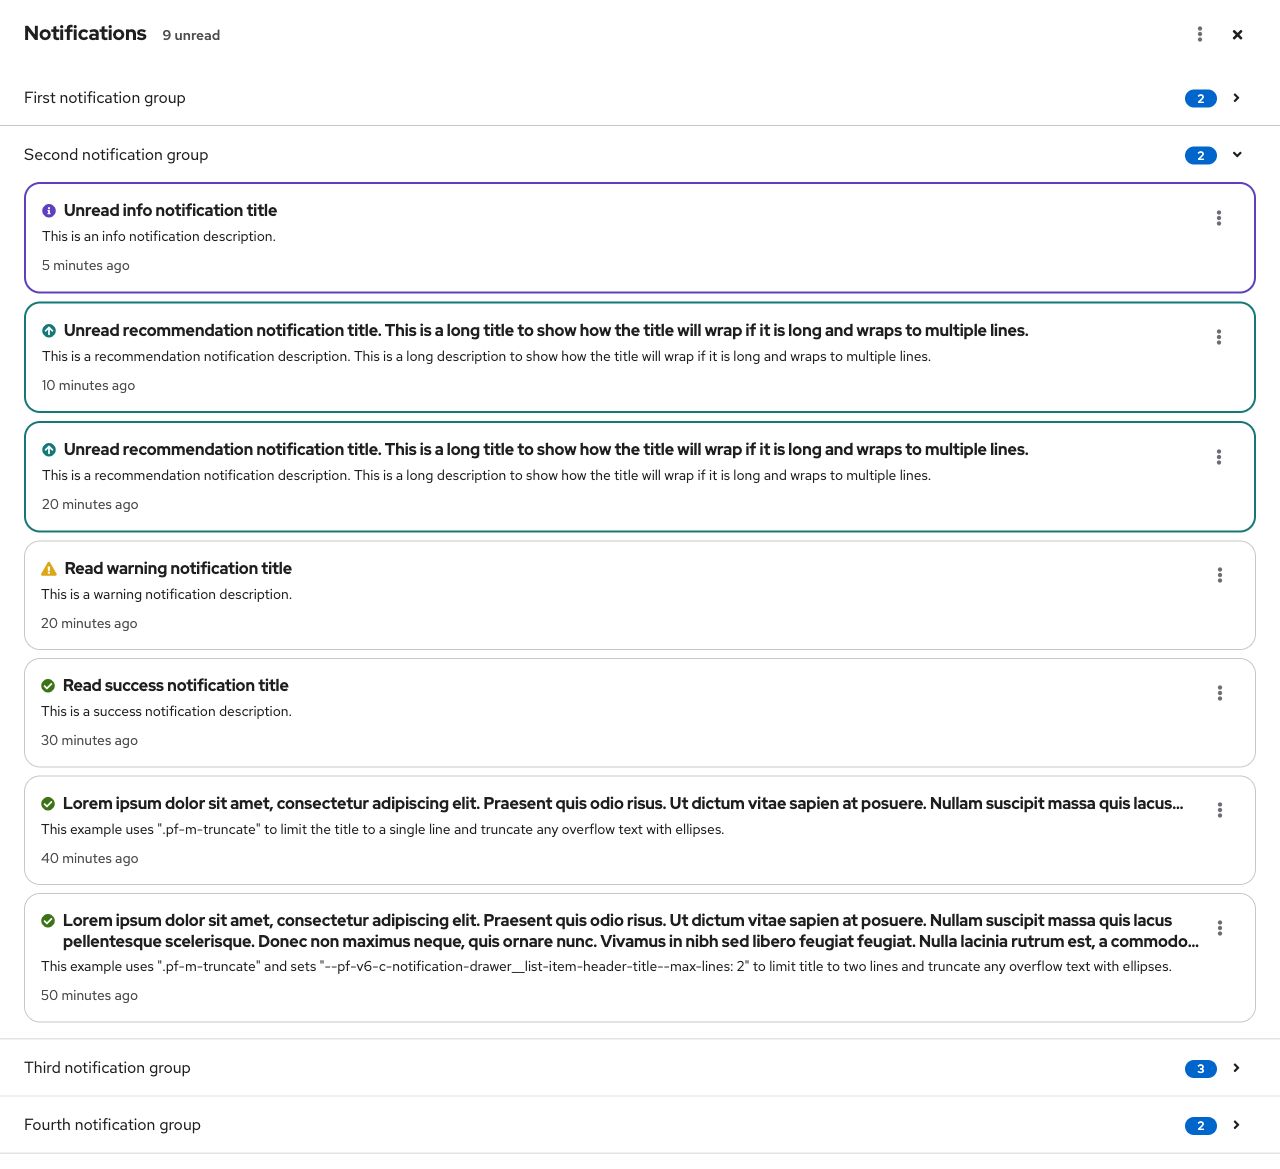 Notifications 9 unread
First notification group 2
Second notification group 2
Unread info notification title
This is an info notification description.
5 minutes ago
Unread recommendation notification title. This is a long title to show how the title will wrap if it is long and wraps to multiple lines.
This is a recommendation notification description. This is a long description to show how the title will wrap if it is long and wraps to multiple lines.
10 minutes ago
Unread recommendation notification title. This is a long title to show how the title will wrap if it is long and wraps to multiple lines.
This is a recommendation notification description. This is a long description to show how the title will wrap if it is long and wraps to multiple lines.
20 minutes ago
Read warning notification title
This is a warning notification description.
20 minutes ago
Read success notification title
This is a success notification description.
30 minutes ago
Lorem ipsum dolor sit amet, consectetur adipiscing elit. Praesent quis odio risus. Ut dictum vitae sapien at posuere. Nullam suscipit massa quis lacus...
This example uses ".pf-m-truncate" to limit the title to a single line and truncate any overflow text with ellipses.
40 minutes ago
Lorem ipsum dolor sit amet, consectetur adipiscing elit. Praesent quis odio risus. Ut dictum vitae sapien at posuere. Nullam suscipit massa quis lacus
pellentesque scelerisque. Donec non maximus neque, quis ornare nunc. Vivamus in nibh sed libero feugiat feugiat. Nulla lacinia rutrum est, a commodo...
This example uses ".pf-m-truncate" and sets "--pf-v6-c-notification-drawer__list-item-header-title--max-lines: 2" to limit title to two lines and truncate any overflow text with ellipses.
50 minutes ago
Third notification group 3
Fourth notification group 2